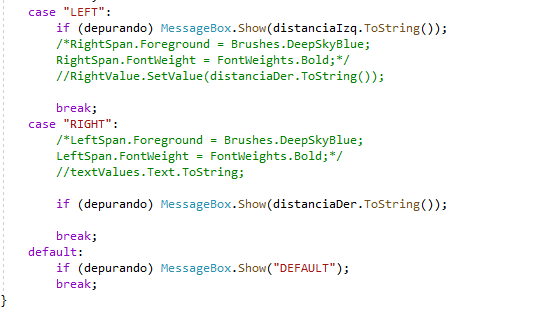 case "LEFT":
if (depurando) MessageBox.Show(distanciaIzq.ToString());
/*RightSpan.Foreground = Brushes.DeepSkyBlue;
RightSpan.FontWeight = FontWeights.Bold;*/
//RightValue.SetValue(distanciaDer.ToString());
break;
case "RIGHT":
/*LeftSpan.Foreground = Brushes.DeepSkyBlue;
LeftSpan.FontWeight = FontWeights.Bold;*/
//textValues.Text.ToString;
if (depurando) MessageBox.Show(distanciaDer.ToString());
break;
default:
if (depurando) MessageBox.Show("DEFAULT");
break;
}